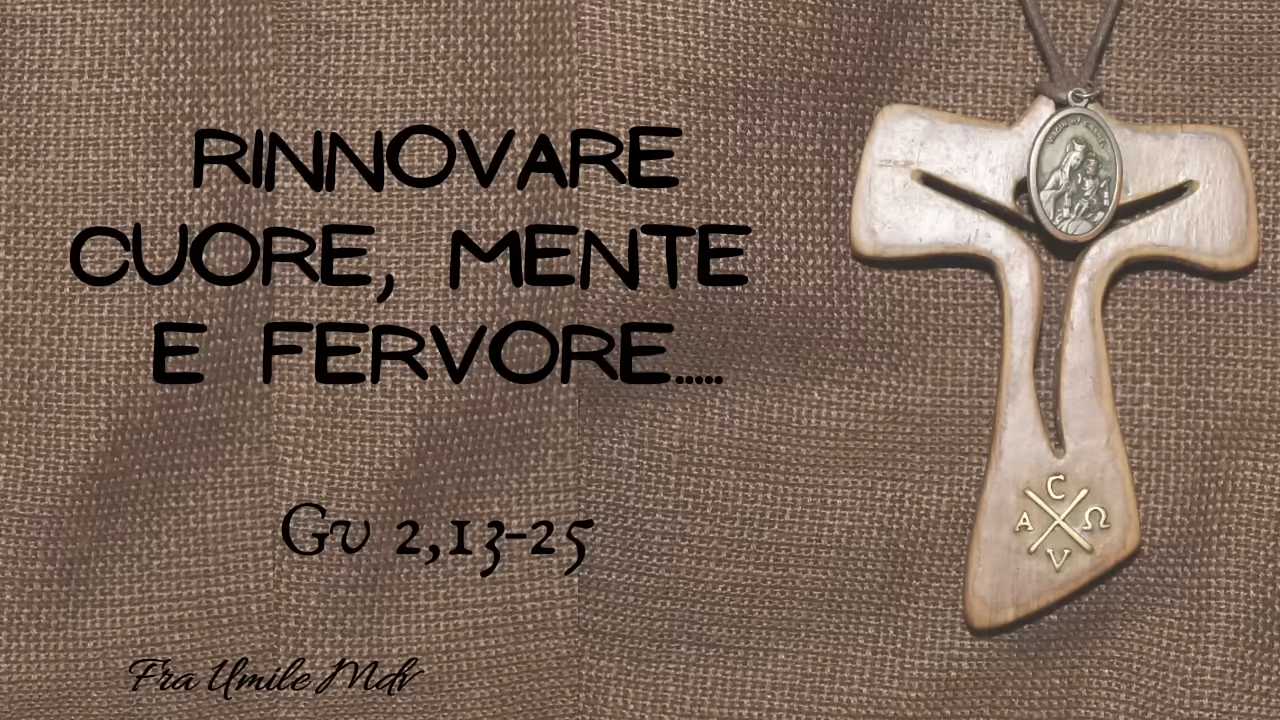 RINNOVARE
CUORE, MENTE
E FERVORE.....
Gv 2,13-25
Fra Umile Mdv
C
A Ω
V